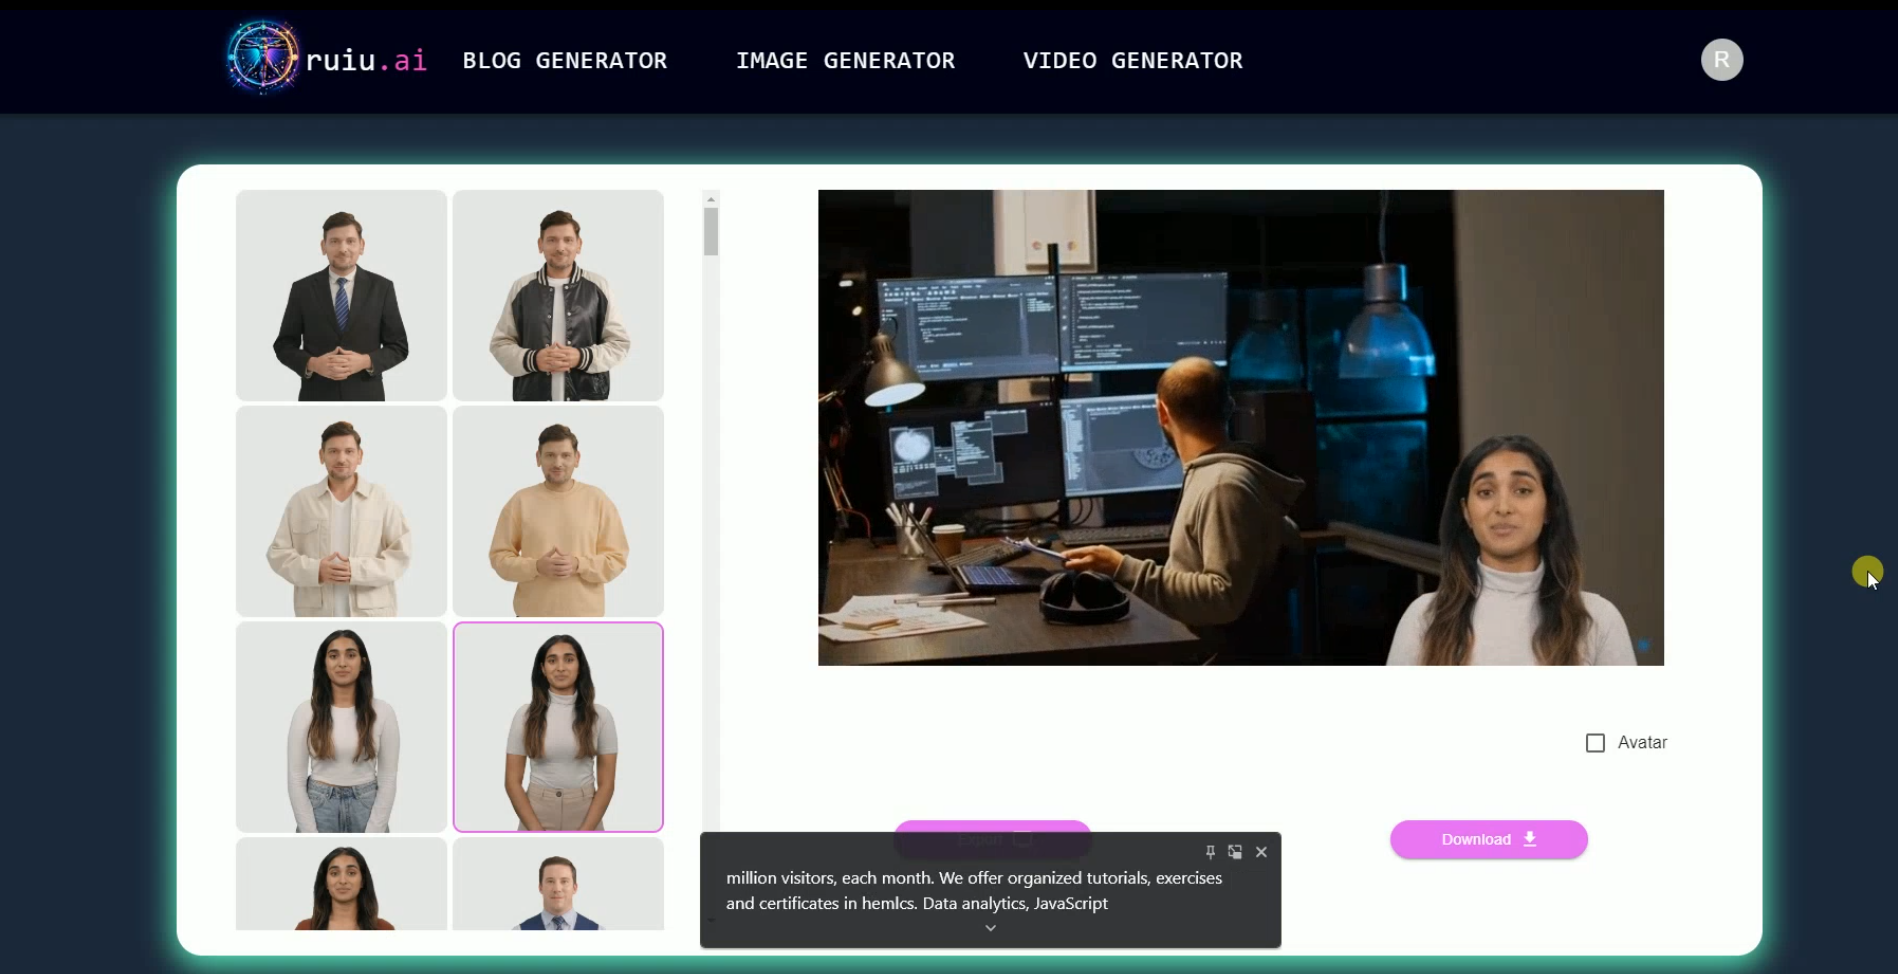 ruiu.ai
BLOG GENERATOR
IMAGE GENERATOR
VIDEO GENERATOR
R
Avatar
Export
Download
million visitors, each month. We offer organized tutorials, exercises
and certificates in hemlcs. Data analytics, JavaScript